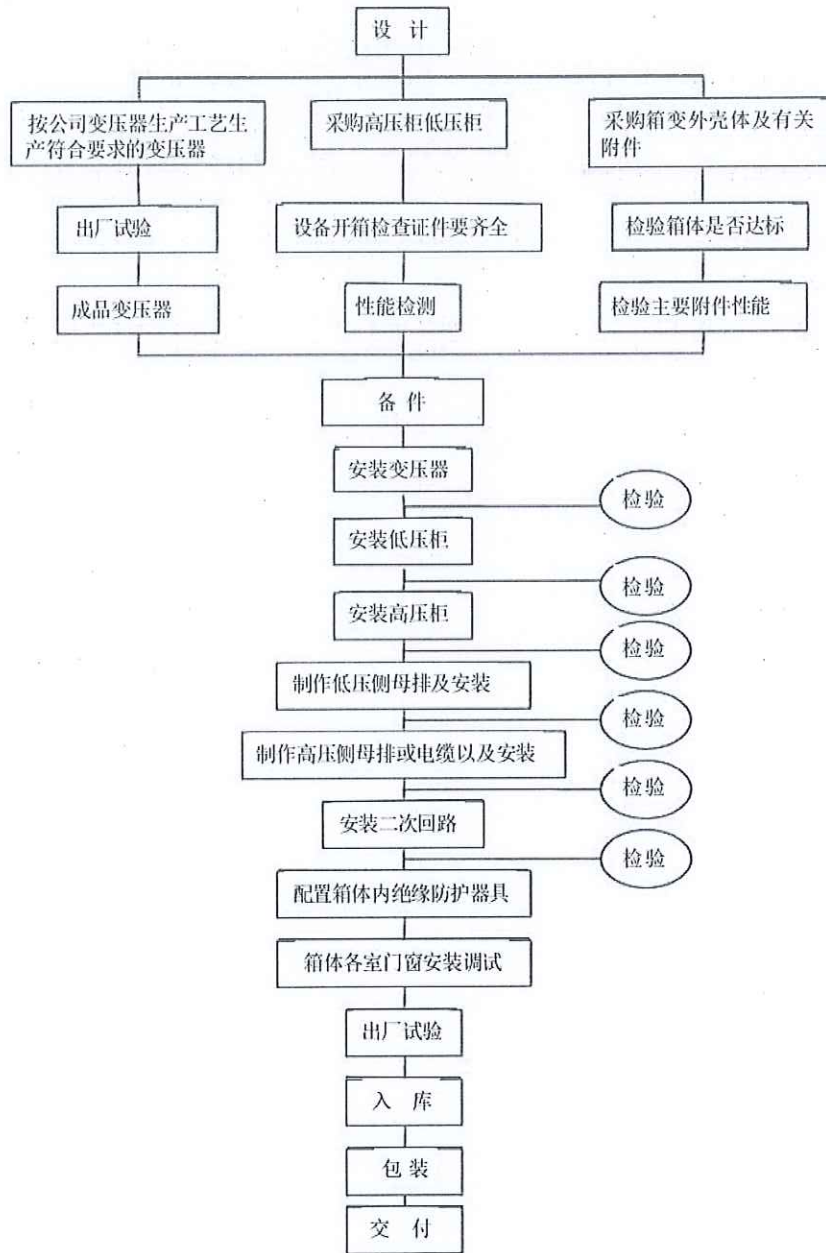 设 计
按公司变压器生产工艺生
产符合要求的变压器
采购高压柜低压柜
采购箱变外壳体及有关
附件
出厂试验
设备开箱检查证件要齐全
检验箱体是否达标
成品变压器
性能检测
检验主要附件性能
备 件
安装变压器
检验
安装低压柜
检验
安装高压柜
检验
制作低压侧母排及安装
检验
制作高压侧母排或电缆以及安装
检验
安装二次回路
检验
配置箱体内绝缘防护器具
箱体各室门窗安装调试
出厂试验
入 库
包 装
交 付